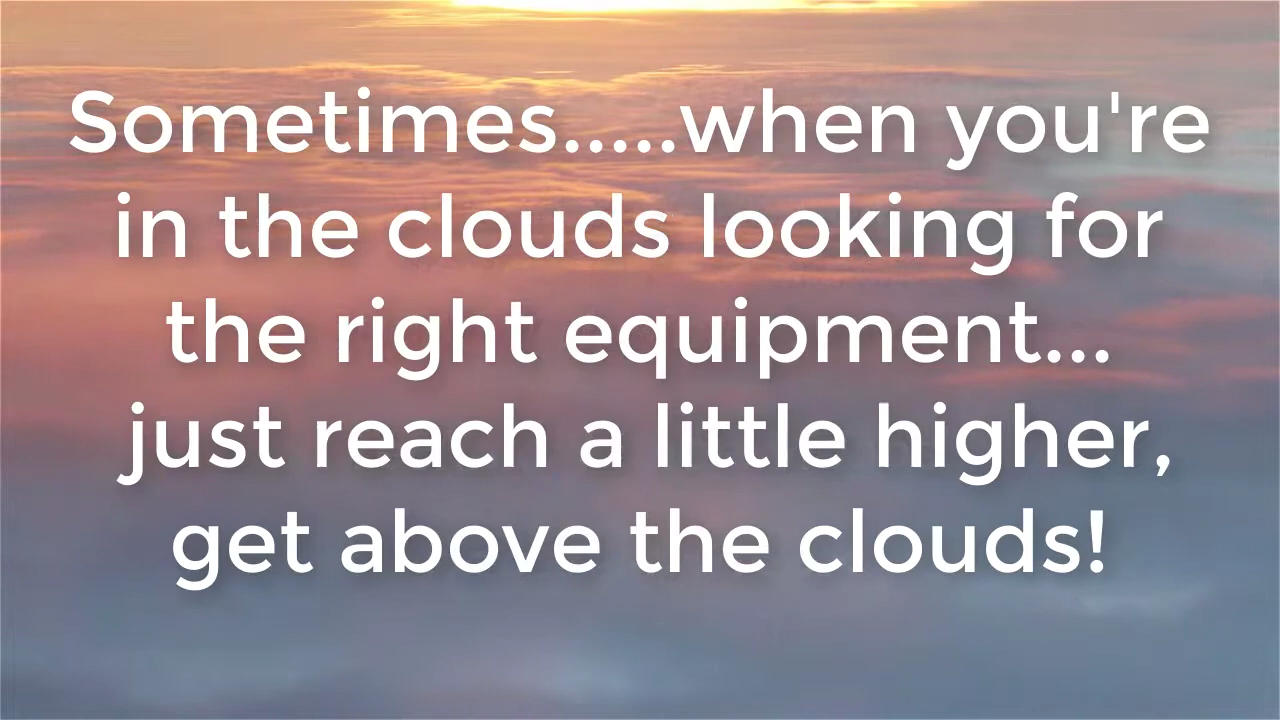 Sometimes.....when you're
in the clouds looking for
the right equipment...
just reach a little higher,
get above the clouds!